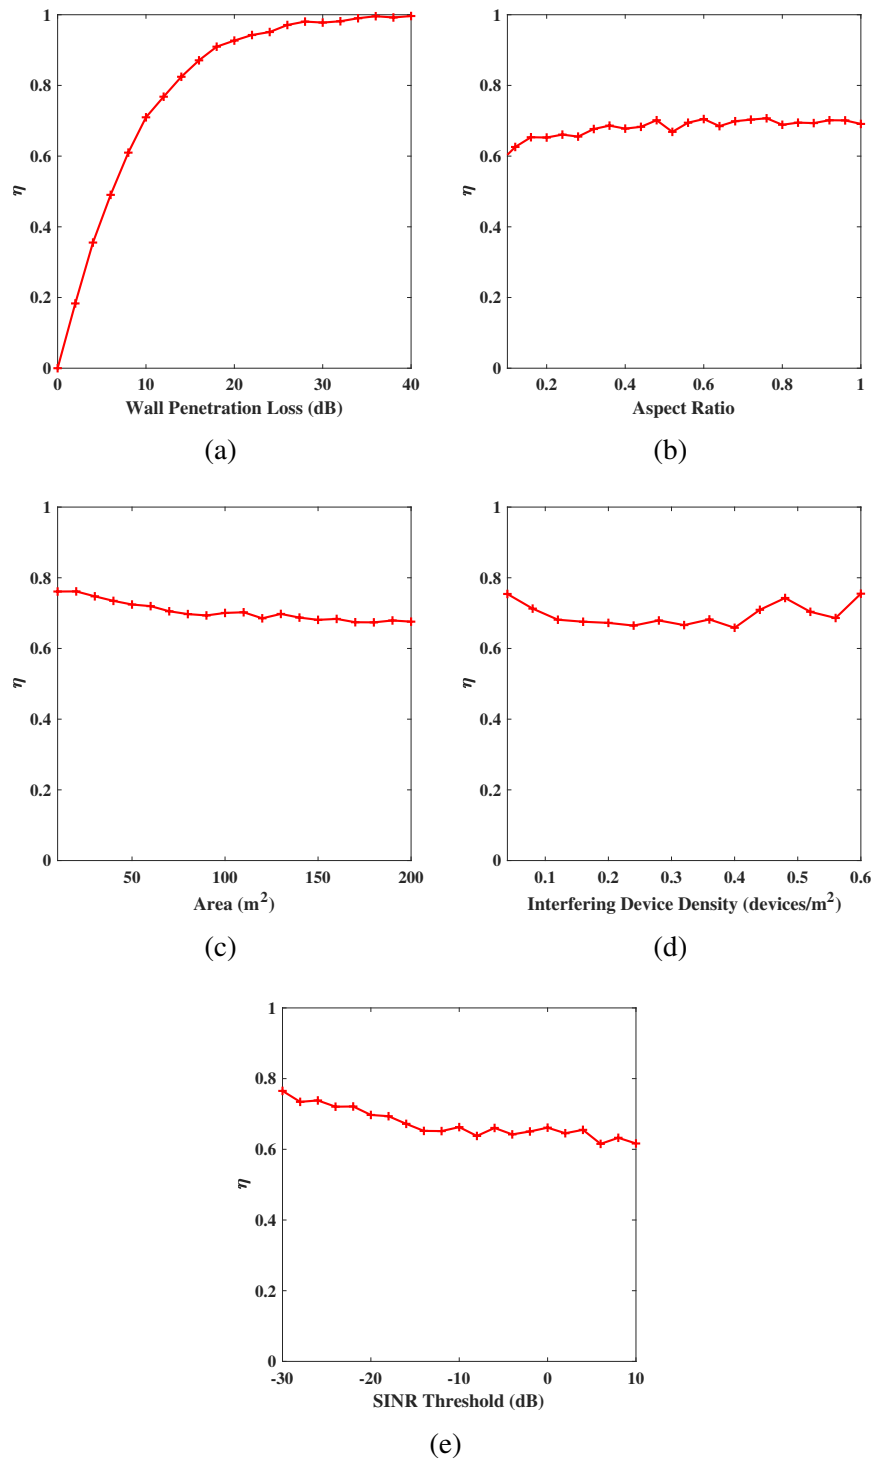 1
0.8
0.6
0.4
0.2
0
η
0 10 20 30 40
Wall Penetration Loss (dB)
(a)
1
0.8
0.6
0.4
0.2
0
η
0.2 0.4 0.6 0.8 1
Aspect Ratio
(b)
1
0.8
0.6
0.4
0.2
0
η
50 100 150 200
Area (m²)
(c)
1
0.8
0.6
0.4
0.2
0
η
0.1 0.2 0.3 0.4 0.5 0.6
Interfering Device Density (devices/m²)
(d)
1
0.8
0.6
0.4
0.2
0
η
-30 -20 -10 0 10
SINR Threshold (dB)
(e)